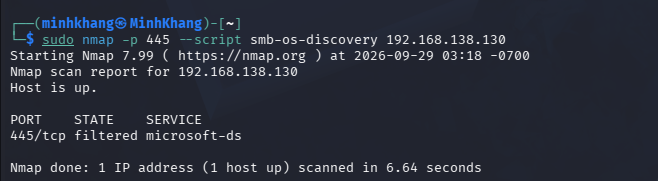 ┌──(minhkhang㉿MinhKhang)-[~]
└─$ sudo nmap -p 445 --script smb-os-discovery 192.168.138.130
Starting Nmap 7.99 ( https://nmap.org ) at 2026-09-29 03:18 -0700
Nmap scan report for 192.168.138.130
Host is up.

PORT    STATE    SERVICE
445/tcp filtered microsoft-ds

Nmap done: 1 IP address (1 host up) scanned in 6.64 seconds